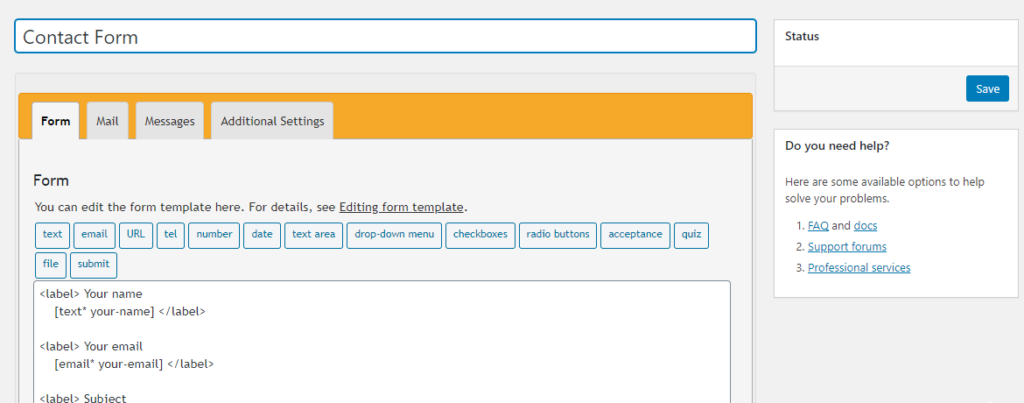 Contact Form
Form Mail Messages Additional Settings
Form
You can edit the form template here. For details, see Editing form template.
text email URL tel number date text area drop-down menu checkboxes radio buttons acceptance quiz
file submit
<label> Your name
[text* your-name] </label>
<label> Your email
[email* your-email] </label>
<label> Subject
Status
Save
Do you need help?
Here are some available options to help
solve your problems.
1. FAQ and docs
2. Support forums
3. Professional services